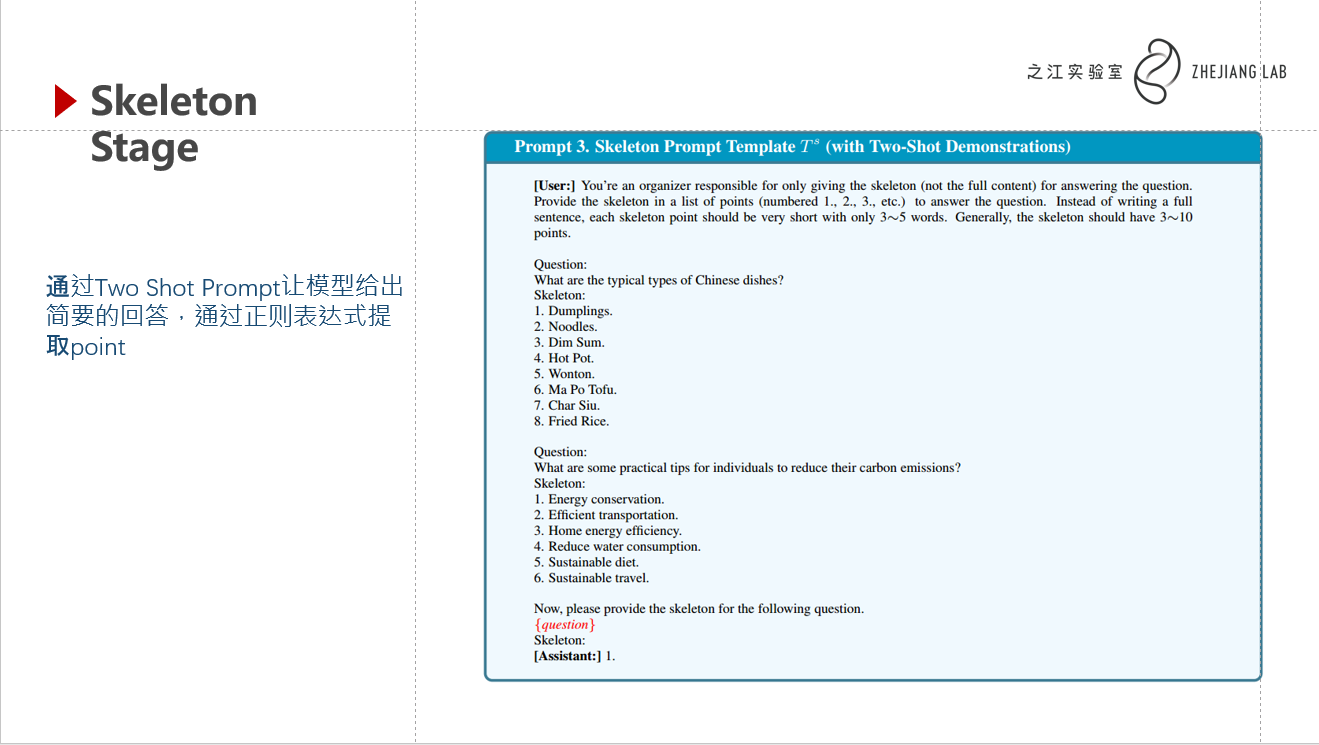 Skeleton
Stage
之江实验室 ZHEJIANG LAB
通过Two Shot Prompt让模型给出
简要的回答，通过正则表达式提
取point
Prompt 3. Skeleton Prompt Template T^s (with Two-Shot Demonstrations)
[User:] You're an organizer responsible for only giving the skeleton (not the full content) for answering the question.
Provide the skeleton in a list of points (numbered 1., 2., 3., etc.) to answer the question. Instead of writing a full
sentence, each skeleton point should be very short with only 3∼5 words. Generally, the skeleton should have 3∼10
points.
Question:
What are the typical types of Chinese dishes?
Skeleton:
1. Dumplings.
2. Noodles.
3. Dim Sum.
4. Hot Pot.
5. Wonton.
6. Ma Po Tofu.
7. Char Siu.
8. Fried Rice.
Question:
What are some practical tips for individuals to reduce their carbon emissions?
Skeleton:
1. Energy conservation.
2. Efficient transportation.
3. Home energy efficiency.
4. Reduce water consumption.
5. Sustainable diet.
6. Sustainable travel.
Now, please provide the skeleton for the following question.
{question}
Skeleton:
[Assistant:] 1.